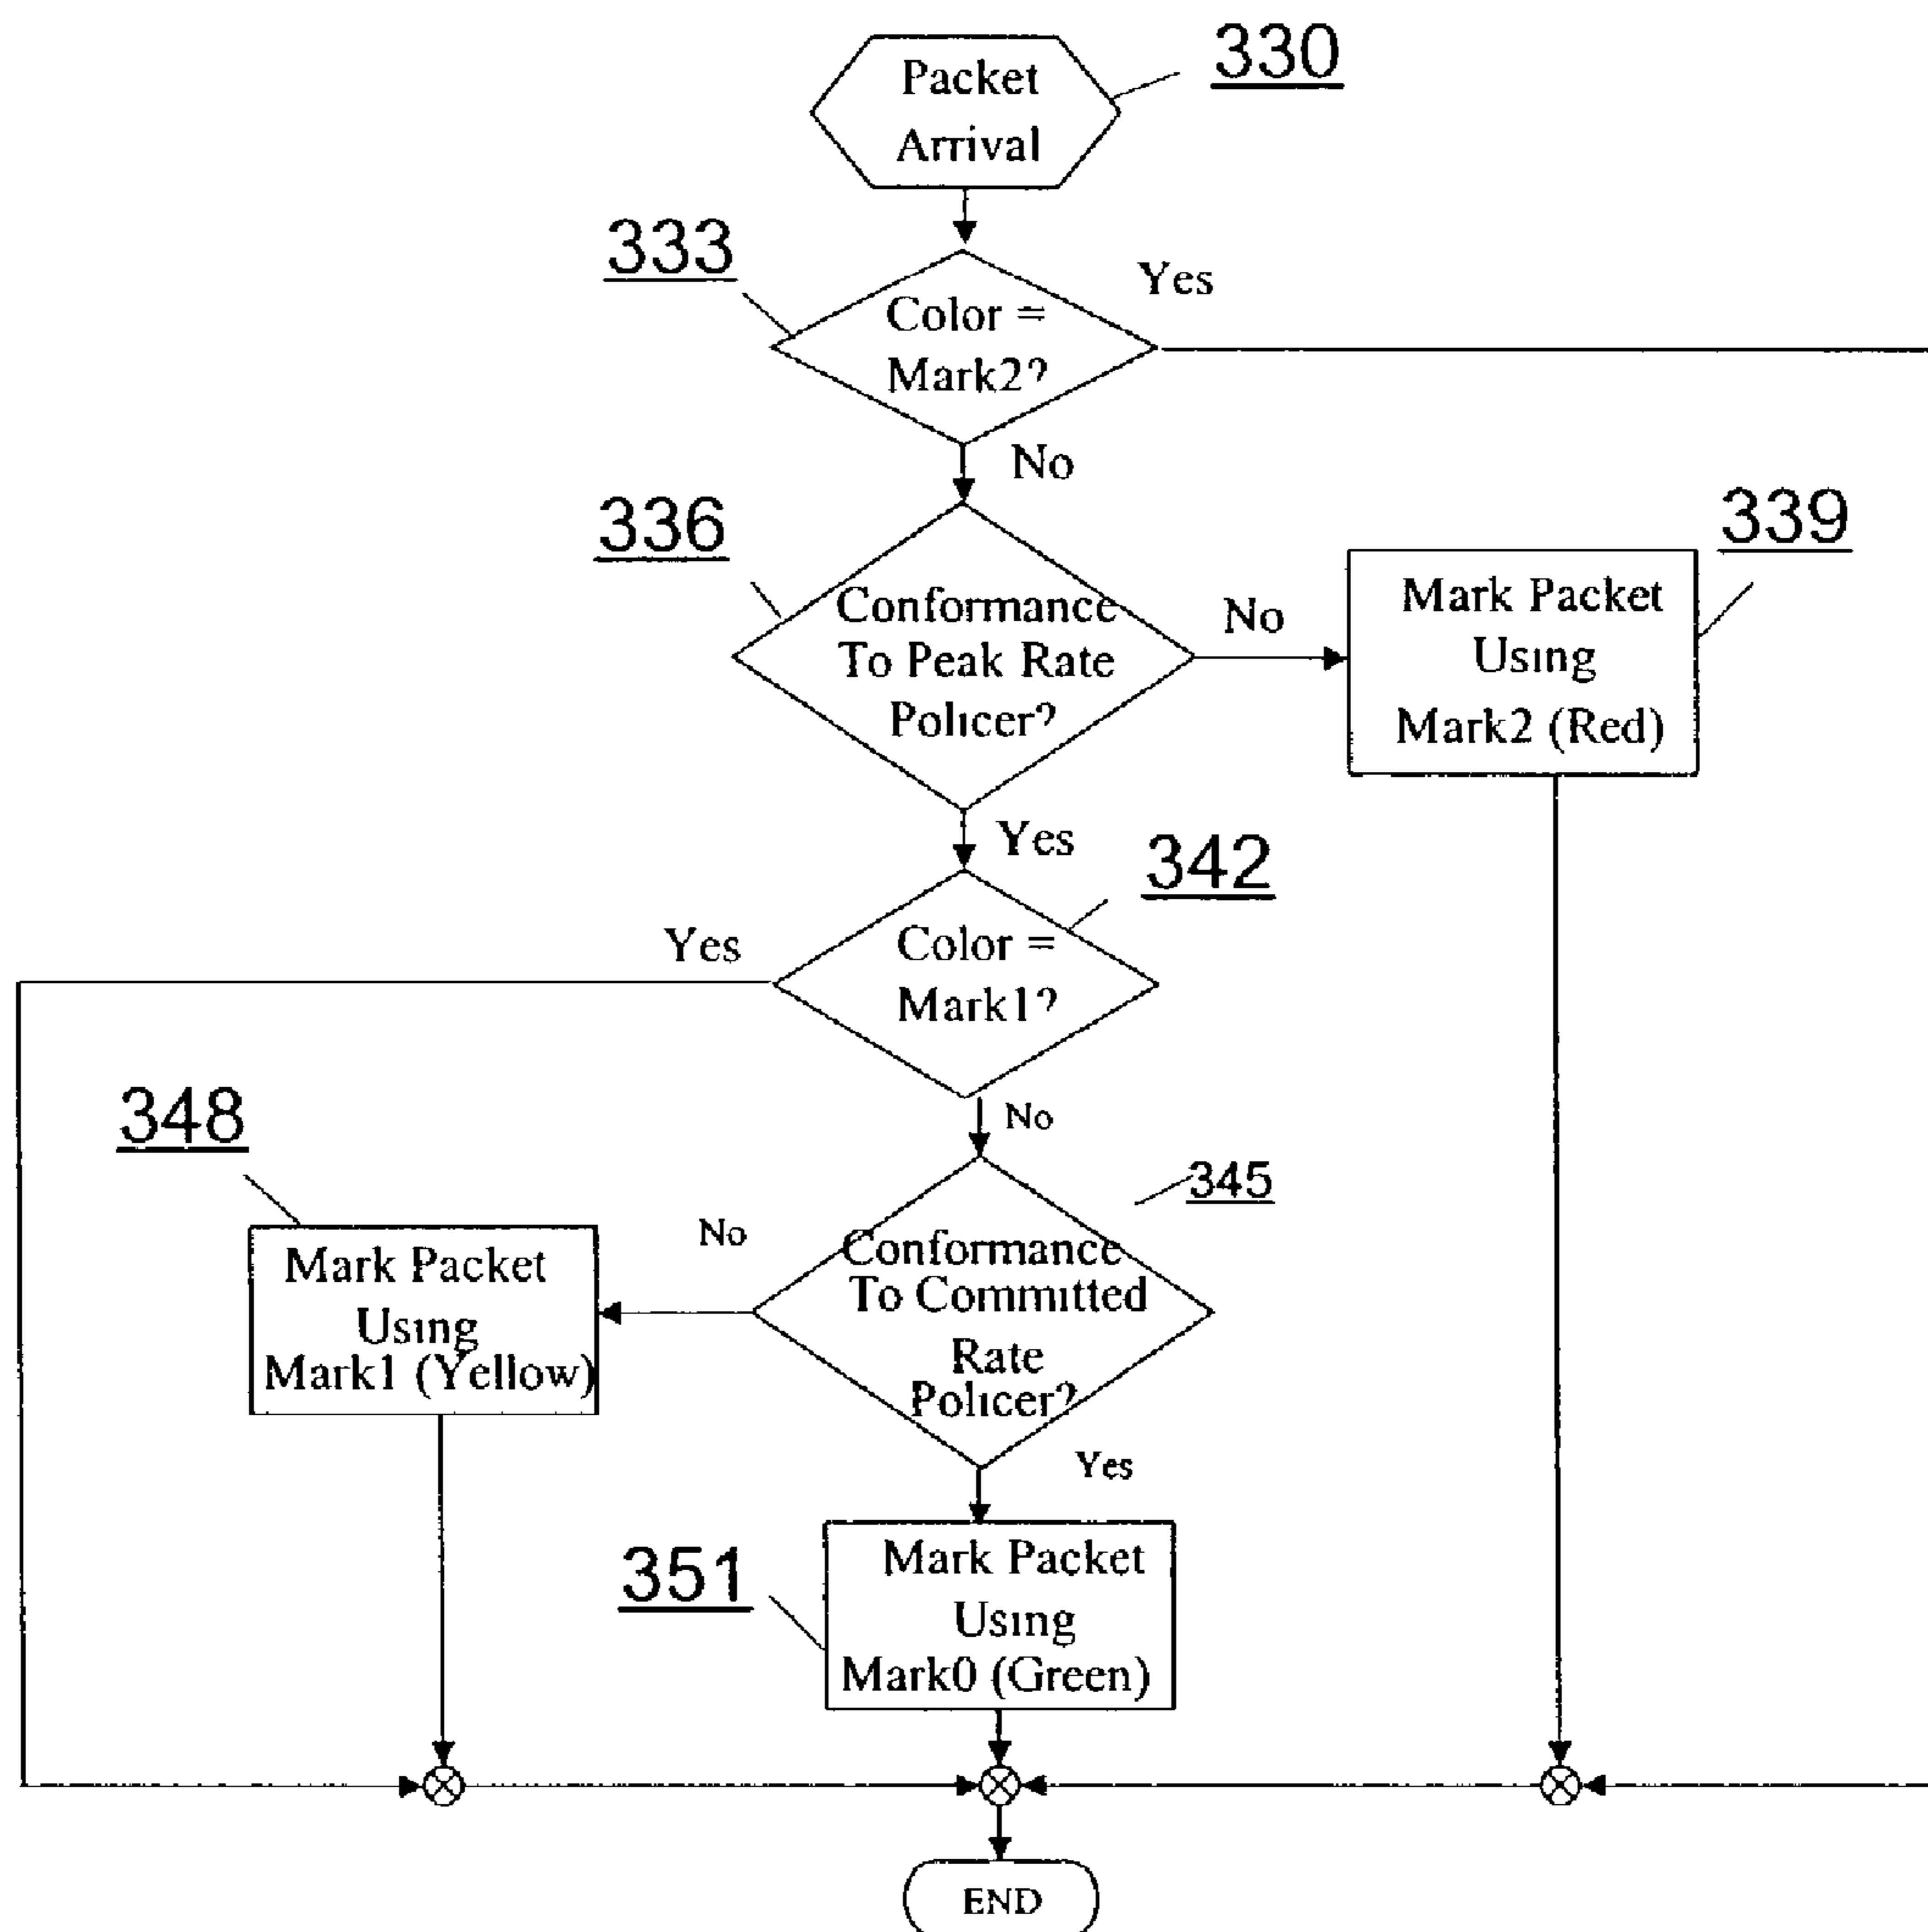 Packet
Arrival
330
333
Color =
Mark2?
Yes
No
336
Conformance
To Peak Rate
Policer?
No
339
Mark Packet
Using
Mark2 (Red)
Yes
342
Color =
Mark1?
Yes
No
345
Conformance
To Committed
Rate
Policer?
No
348
Mark Packet
Using
Mark1 (Yellow)
Yes
351
Mark Packet
Using
Mark0 (Green)
END